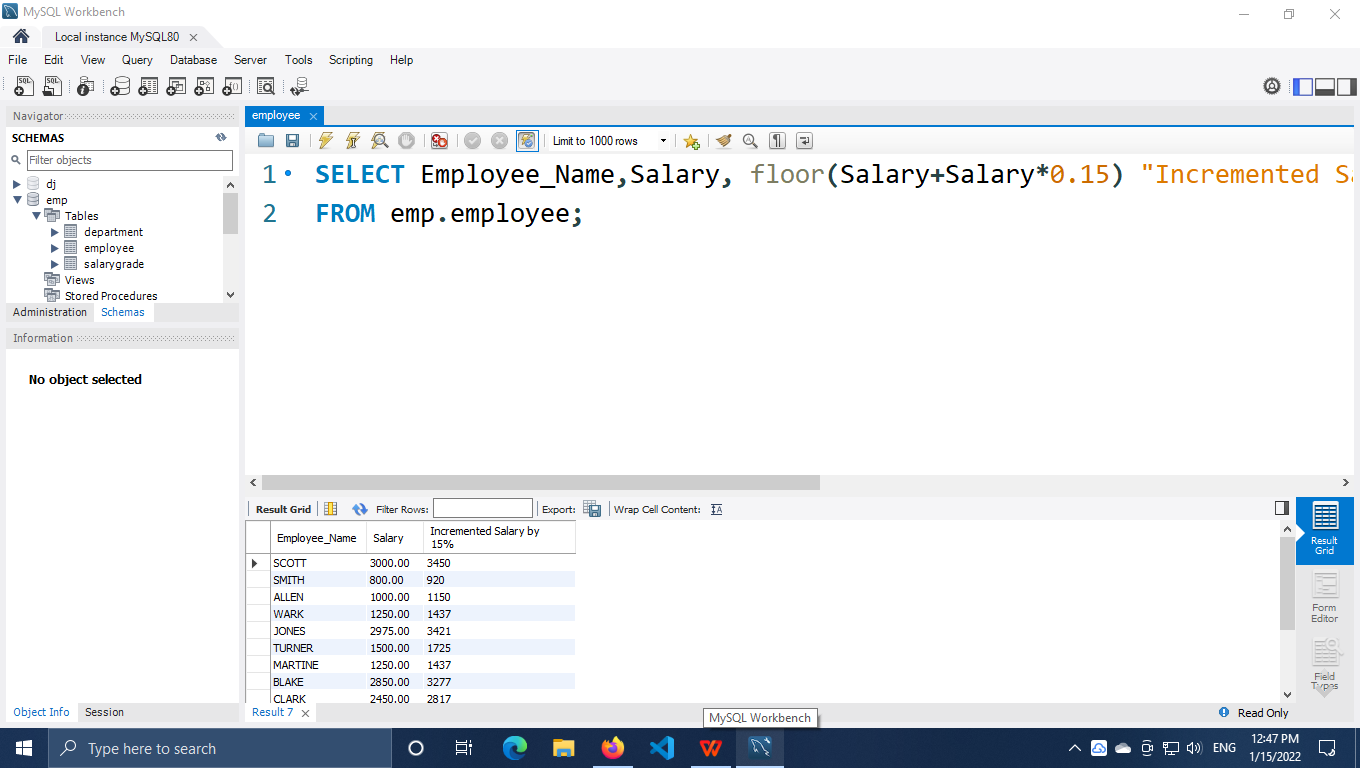 MySQL Workbench
Local instance MySQL80
File Edit View Query Database Server Tools Scripting Help
Navigator
SCHEMAS
Filter objects
dj
emp
Tables
department
employee
salarygrade
Views
Stored Procedures
Administration Schemas
Information
No object selected
Object Info Session
employee
Limit to 1000 rows
1 SELECT Employee_Name,Salary, floor(Salary+Salary*0.15) "Incremented Sa
2 FROM emp.employee;
Result Grid Filter Rows: Export: Wrap Cell Content:
Employee_Name Salary Incremented Salary by 15%
SCOTT 3000.00 3450
SMITH 800.00 920
ALLEN 1000.00 1150
WARK 1250.00 1437
JONES 2975.00 3421
TURNER 1500.00 1725
MARTINE 1250.00 1437
BLAKE 2850.00 3277
CLARK 2450.00 2817
Result Grid
Form Editor
Field Types
Result 7
Read Only
MySQL Workbench
Type here to search
ENG
12:47 PM
1/15/2022